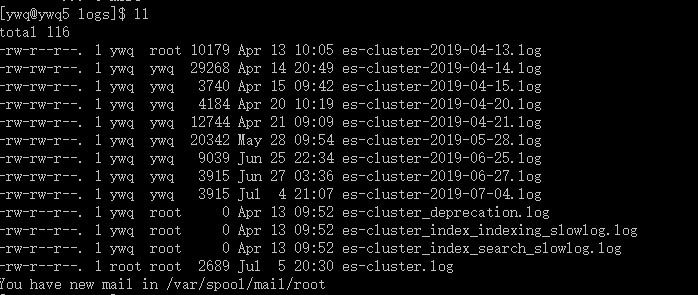 [ywq@ywq5 logs]$ ll
total 116
-rw-r--r--. 1 ywq  root 10179 Apr 13 10:05 es-cluster-2019-04-13.log
-rw-rw-r--. 1 ywq  ywq  29268 Apr 14 20:49 es-cluster-2019-04-14.log
-rw-rw-r--. 1 ywq  ywq   3740 Apr 15 09:42 es-cluster-2019-04-15.log
-rw-rw-r--. 1 ywq  ywq   4184 Apr 20 10:19 es-cluster-2019-04-20.log
-rw-rw-r--. 1 ywq  ywq  12744 Apr 21 09:09 es-cluster-2019-04-21.log
-rw-rw-r--. 1 ywq  ywq  20342 May 28 09:54 es-cluster-2019-05-28.log
-rw-rw-r--. 1 ywq  ywq   9039 Jun 25 22:34 es-cluster-2019-06-25.log
-rw-rw-r--. 1 ywq  ywq   3915 Jun 27 03:36 es-cluster-2019-06-27.log
-rw-rw-r--. 1 ywq  ywq   3915 Jul  4 21:07 es-cluster-2019-07-04.log
-rw-r--r--. 1 ywq  root     0 Apr 13 09:52 es-cluster_deprecation.log
-rw-r--r--. 1 ywq  root     0 Apr 13 09:52 es-cluster_index_indexing_slowlog.log
-rw-r--r--. 1 ywq  root     0 Apr 13 09:52 es-cluster_index_search_slowlog.log
-rw-r--r--. 1 root root  2689 Jul  5 20:30 es-cluster.log
You have new mail in /var/spool/mail/root